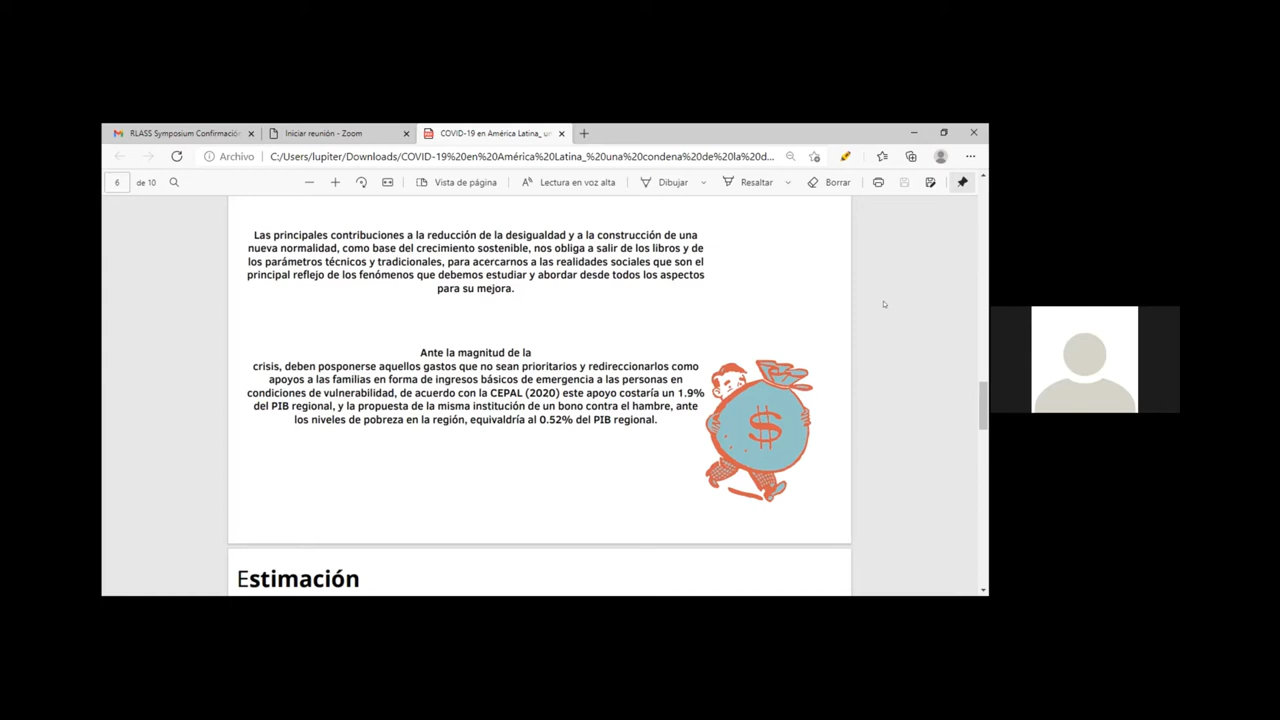 RLASS Symposium Confirmación
Iniciar reunión - Zoom
COVID-19 en América Latina_ un
Archivo
C:/Users/lupiter/Downloads/COVID-19%20en%20América%20Latina_%20una%20condena%20de%20la%20d...
6
de 10
Vista de página
Lectura en voz alta
Dibujar
Resaltar
Borrar
Las principales contribuciones a la reducción de la desigualdad y a la construcción de una
nueva normalidad, como base del crecimiento sostenible, nos obliga a salir de los libros y de
los parámetros técnicos y tradicionales, para acercarnos a las realidades sociales que son el
principal reflejo de los fenómenos que debemos estudiar y abordar desde todos los aspectos
para su mejora.
Ante la magnitud de la
crisis, deben posponerse aquellos gastos que no sean prioritarios y redireccionarlos como
apoyos a las familias en forma de ingresos básicos de emergencia a las personas en
condiciones de vulnerabilidad, de acuerdo con la CEPAL (2020) este apoyo costaría un 1.9%
del PIB regional, y la propuesta de la misma institución de un bono contra el hambre, ante
los niveles de pobreza en la región, equivaldría al 0.52% del PIB regional.
$
Estimación